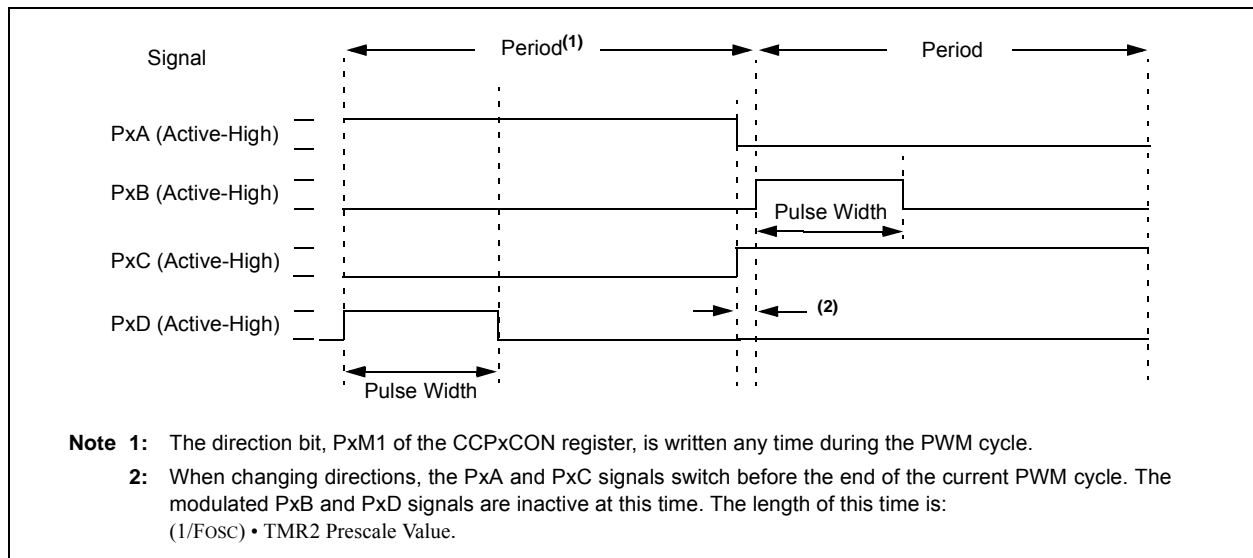 Signal
Period(1)
Period
PxA (Active-High)
PxB (Active-High)
Pulse Width
PxC (Active-High)
(2)
PxD (Active-High)
Pulse Width
Note 1: The direction bit, PxM1 of the CCPxCON register, is written any time during the PWM cycle.
2: When changing directions, the PxA and PxC signals switch before the end of the current PWM cycle. The
modulated PxB and PxD signals are inactive at this time. The length of this time is:
(1/FOSC) • TMR2 Prescale Value.